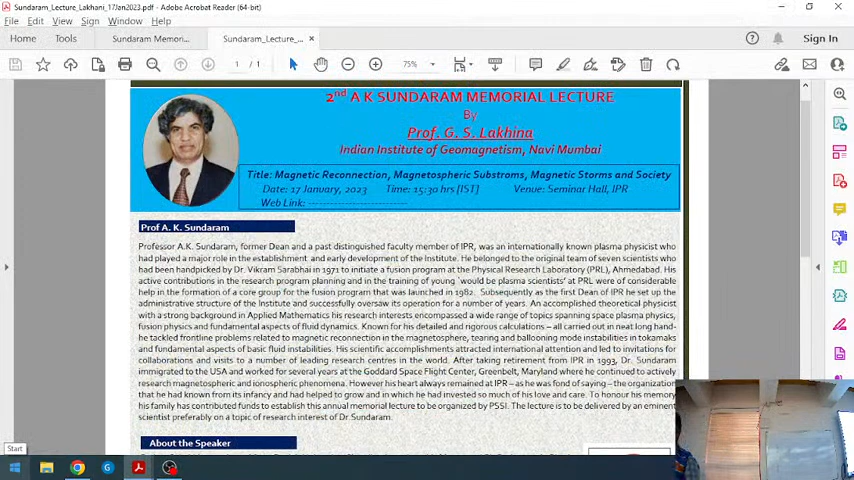 Sundaram_Lecture_Lakhani_17Jan2023.pdf - Adobe Acrobat Reader (64-bit)
File Edit View Sign Window Help
Home Tools Sundaram Memori... Sundaram_Lecture_... × Sign In
1 / 1 75%
2nd A K SUNDARAM MEMORIAL LECTURE
By
Prof. G. S. Lakhina
Indian Institute of Geomagnetism, Navi Mumbai
Title: Magnetic Reconnection, Magnetospheric Substroms, Magnetic Storms and Society
Date: 17 January, 2023 Time: 15:30 hrs [IST] Venue: Seminar Hall, IPR
Web Link: ----------------------------
Prof A. K. Sundaram
Professor A.K. Sundaram, former Dean and a past distinguished faculty member of IPR, was an internationally known plasma physicist who
had played a major role in the establishment and early development of the Institute. He belonged to the original team of seven scientists who
had been handpicked by Dr. Vikram Sarabhai in 1971 to initiate a fusion program at the Physical Research Laboratory (PRL), Ahmedabad. His
active contributions in the research program planning and in the training of young 'would be plasma scientists' at PRL were of considerable
help in the formation of a core group for the fusion program that was launched in 1982. Subsequently as the first Dean of IPR he set up the
administrative structure of the Institute and successfully oversaw its operation for a number of years. An accomplished theoretical physicist
with a strong background in Applied Mathematics his research interests encompassed a wide range of topics spanning space plasma physics,
fusion physics and fundamental aspects of fluid dynamics. Known for his detailed and rigorous calculations – all carried out in neat long hand-
he tackled frontline problems related to magnetic reconnection in the magnetosphere, tearing and ballooning mode instabilities in tokamaks
and fundamental aspects of basic fluid instabilities. His scientific accomplishments attracted international attention and led to invitations for
collaborations and visits to a number of leading research centres in the world. After taking retirement from IPR in 1993, Dr. Sundaram
immigrated to the USA and worked for several years at the Goddard Space Flight Center, Greenbelt, Maryland where he continued to actively
research magnetospheric and ionospheric phenomena. However his heart always remained at IPR – as he was fond of saying – the organization
that he had known from its infancy and had helped to grow and in which he had invested so much of his love and care. To honour his memory
his family has contributed funds to establish this annual memorial lecture to be organized by PSSI. The lecture is to be delivered by an eminent
scientist preferably on a topic of research interest of Dr.Sundaram.
About the Speaker
Start